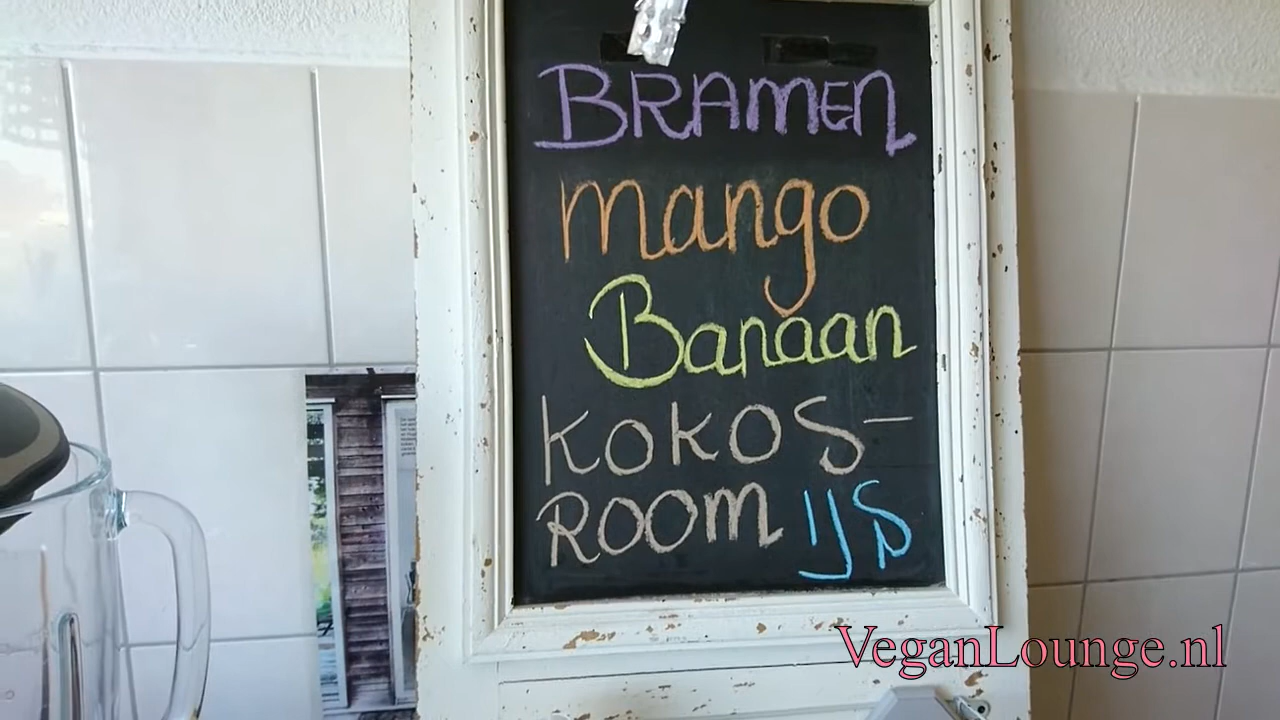 BRAMEN
mango
Banaan
KOKOS-
ROOM IJS
VeganLounge.nl